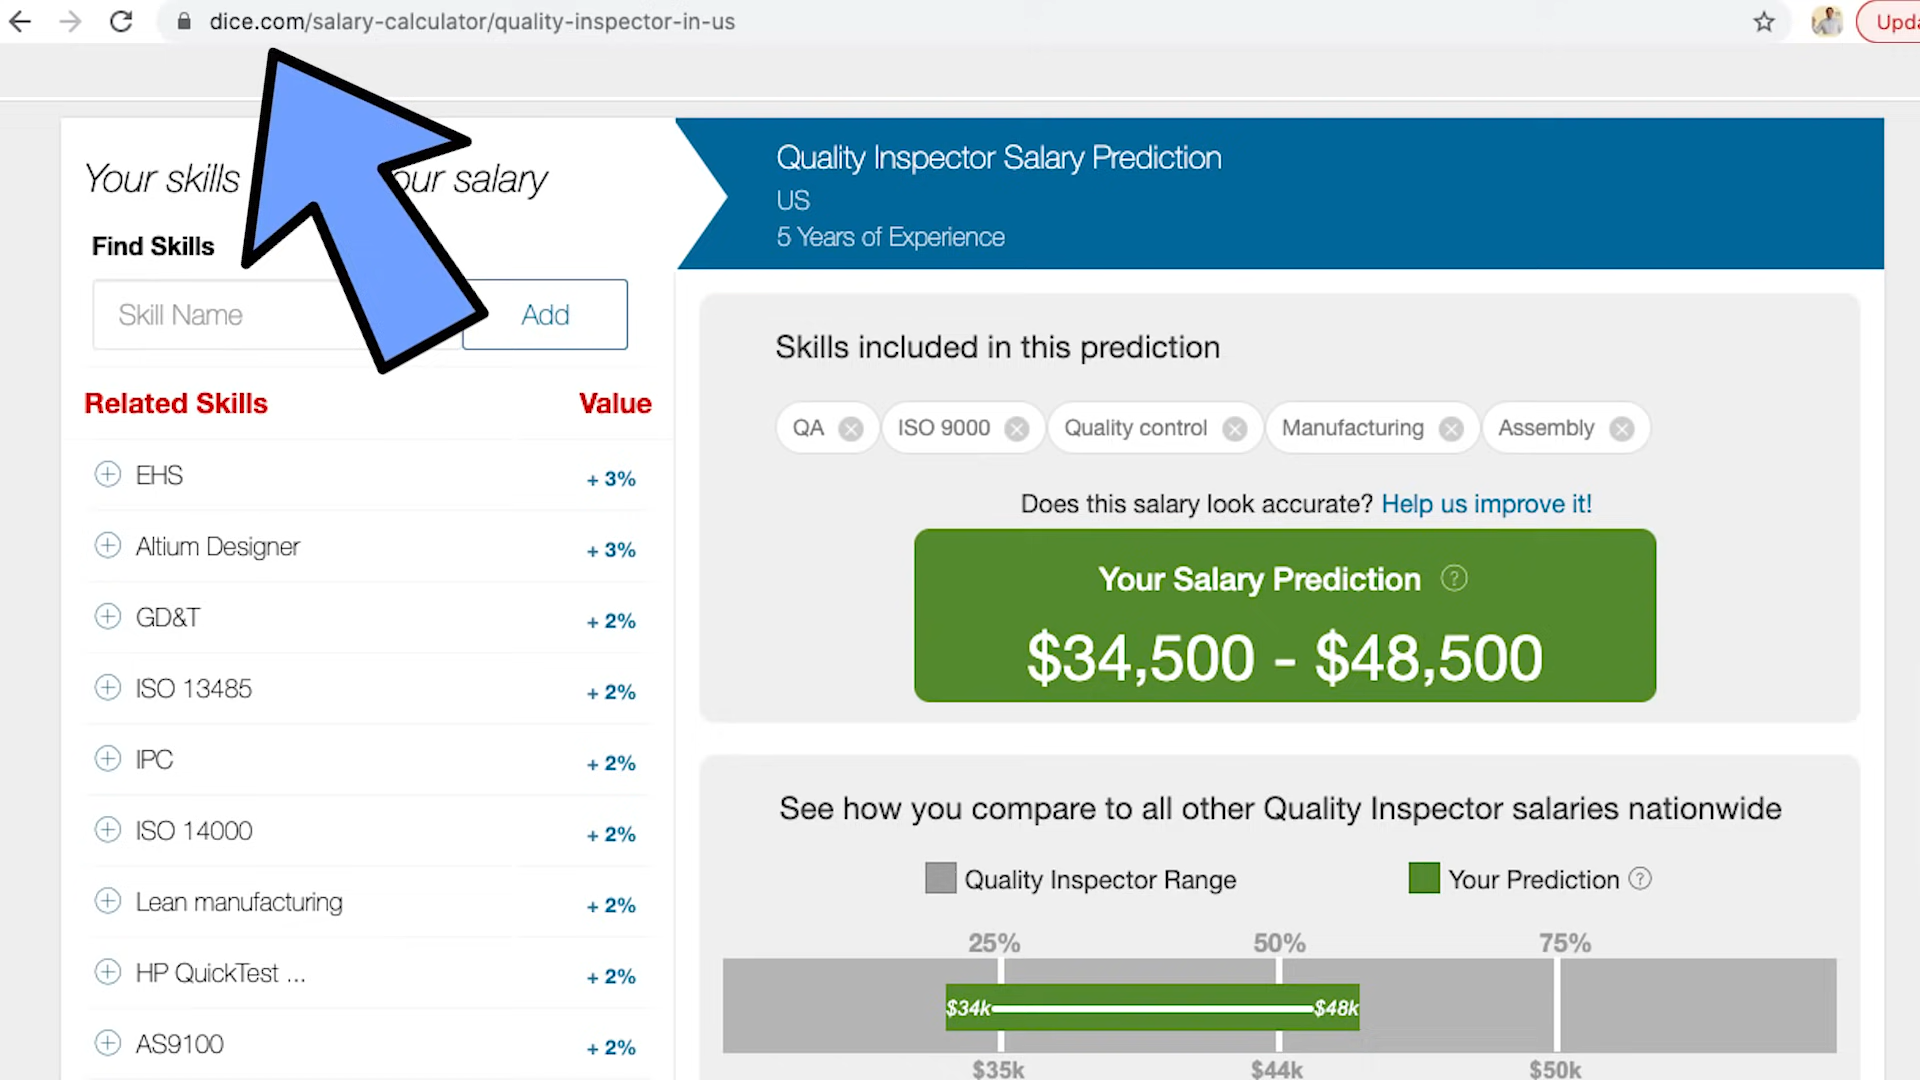 dice.com/salary-calculator/quality-inspector-in-us
Your skills our salary
Find Skills
Skill Name
Add
Related Skills Value
EHS + 3%
Altium Designer + 3%
GD&T + 2%
ISO 13485 + 2%
IPC + 2%
ISO 14000 + 2%
Lean manufacturing + 2%
HP QuickTest ... + 2%
AS9100 + 2%
Quality Inspector Salary Prediction
US
5 Years of Experience
Skills included in this prediction
QA ISO 9000 Quality control Manufacturing Assembly
Does this salary look accurate? Help us improve it!
Your Salary Prediction ?
$34,500 - $48,500
See how you compare to all other Quality Inspector salaries nationwide
Quality Inspector Range Your Prediction ?
25% 50% 75%
$34k $48k
$35k $44k $50k